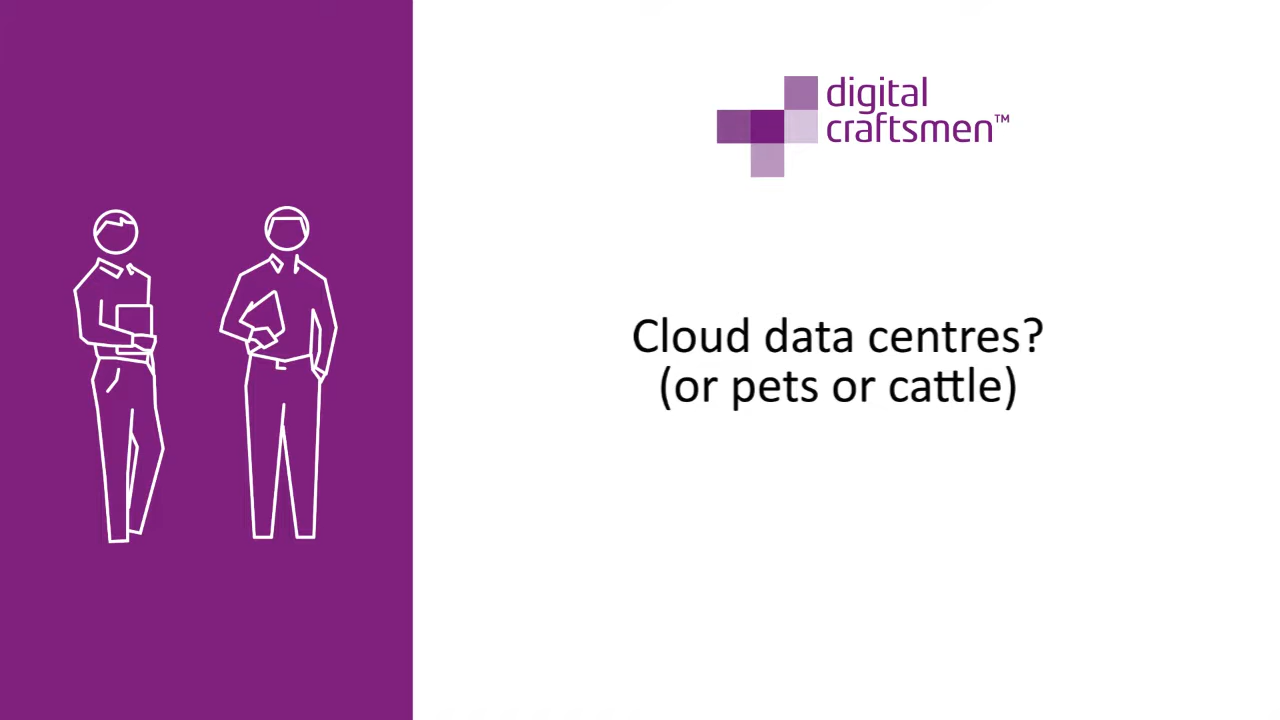 digital
craftsmen™
Cloud data centres?
(or pets or cattle)